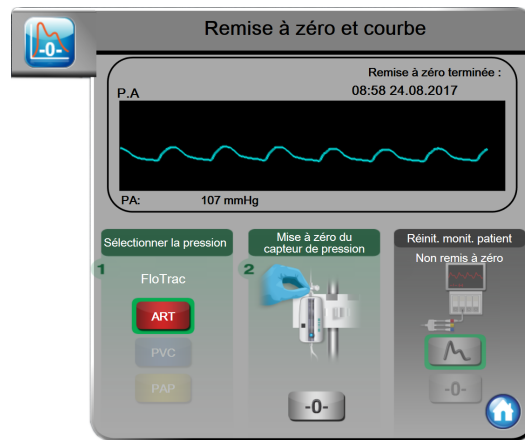 -0-
Remise à zéro et courbe
Remise à zéro terminée :
P.A
08:58 24.08.2017
PA: 107 mmHg
Sélectionner la pression
1
FloTrac
ART
PVC
PAP
Mise à zéro du
capteur de pression
2
-0-
Réinit. monit. patient
Non remis à zéro
-0-